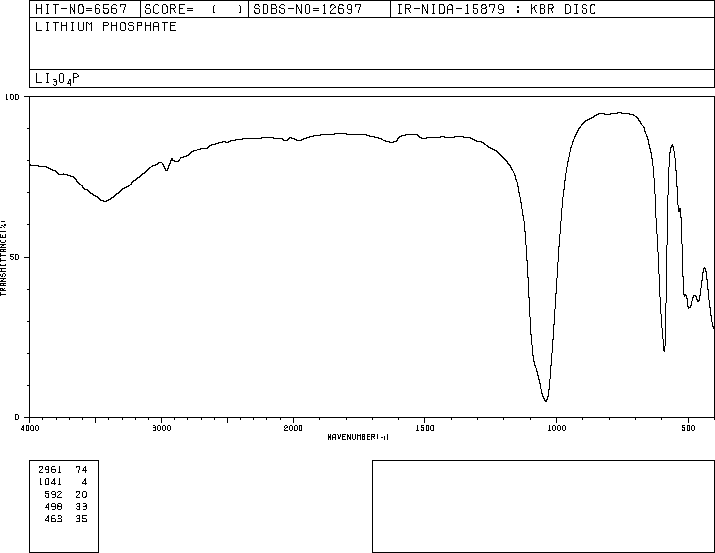 HIT-NO=6567 SCORE= ( ) SDBS-NO=12697 IR-NIDA-15879 : KBR DISC
LITHIUM PHOSPHATE
LI3O4P
100
TRANSMITTANCE(%)
50
0
4000 3000 2000 1500 1000 500
WAVENUMBER(-1)
2961 74
1041 4
592 20
498 33
463 35